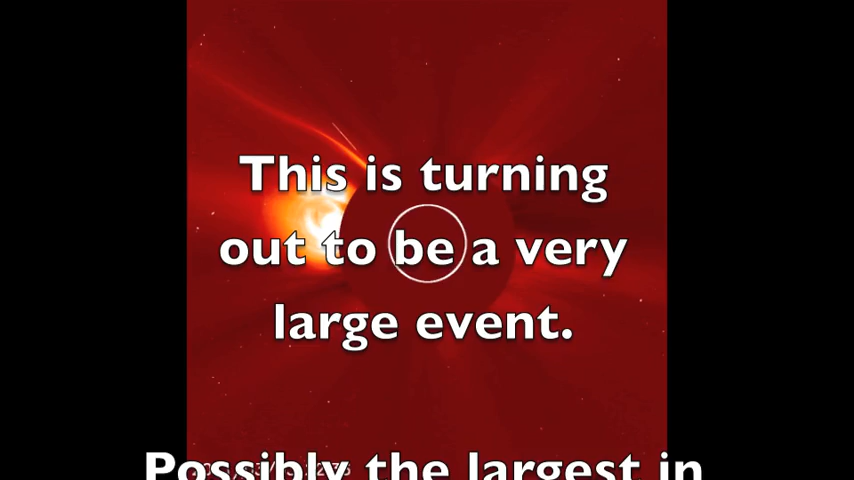 This is turning
out to be a very
large event.
Possibly the largest in